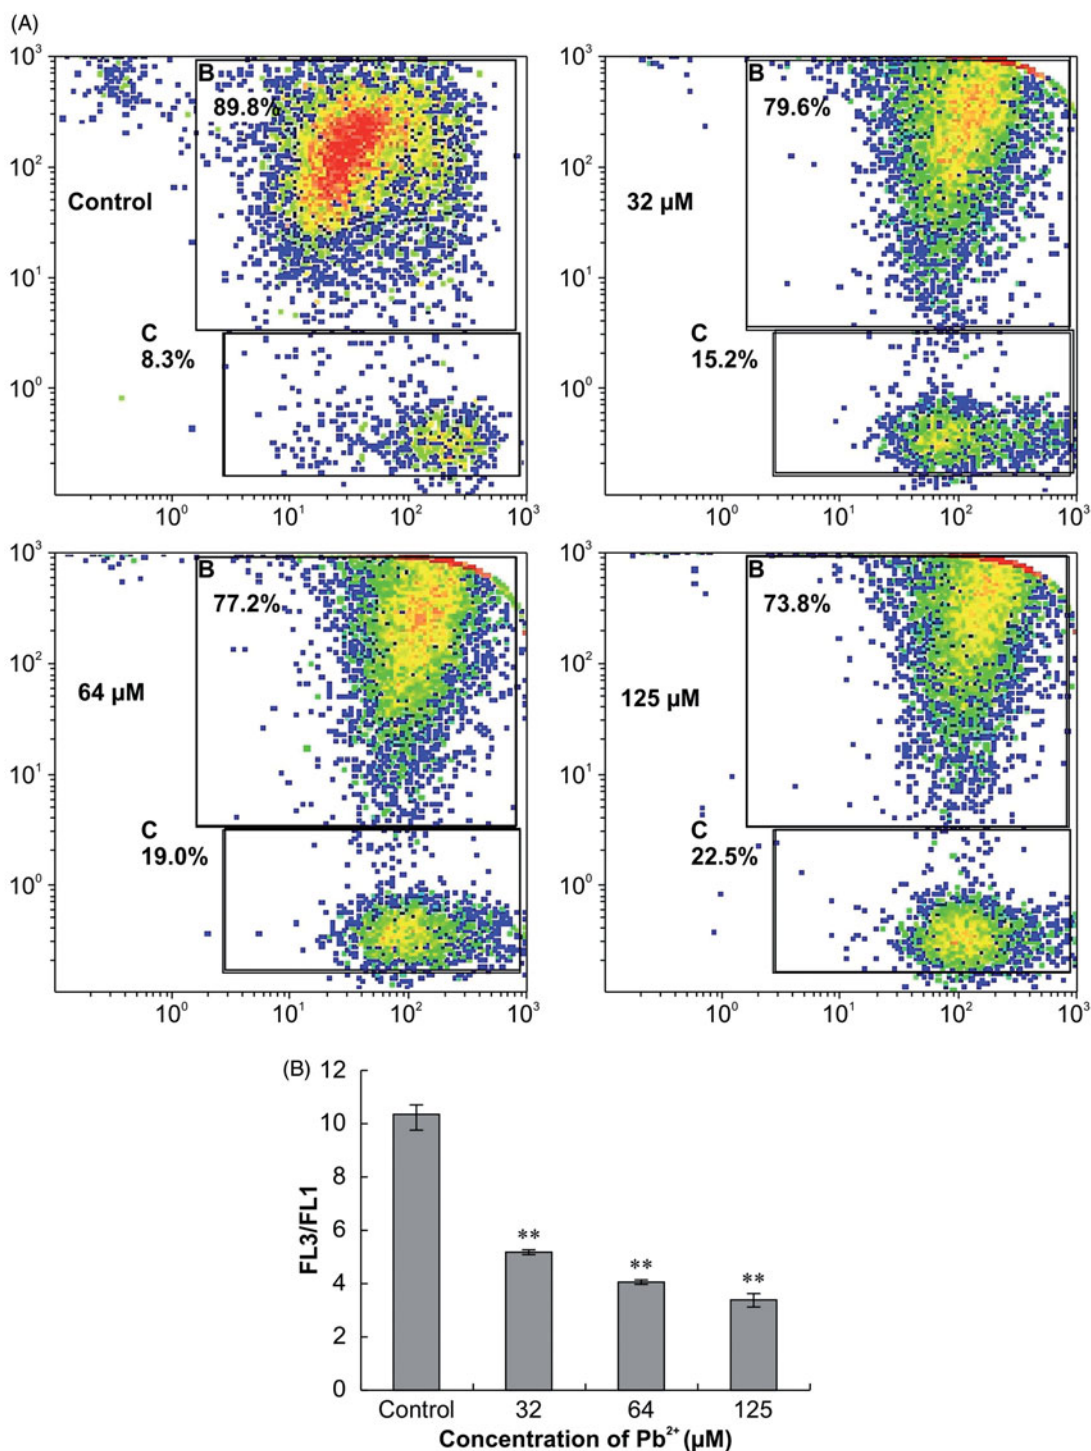 (A)
10³
10²
10¹
10⁰
B
89.8%
Control
C
8.3%
10⁰ 10¹ 10² 10³
10³
10²
10¹
10⁰
B
79.6%
32 µM
C
15.2%
10⁰ 10¹ 10² 10³
10³
10²
10¹
10⁰
B
77.2%
64 µM
C
19.0%
10⁰ 10¹ 10² 10³
10³
10²
10¹
10⁰
B
73.8%
125 µM
C
22.5%
10⁰ 10¹ 10² 10³
(B)
12
10
8
6
4
2
0
FL3/FL1
**
**
**
Control 32 64 125
Concentration of Pb²⁺ (µM)